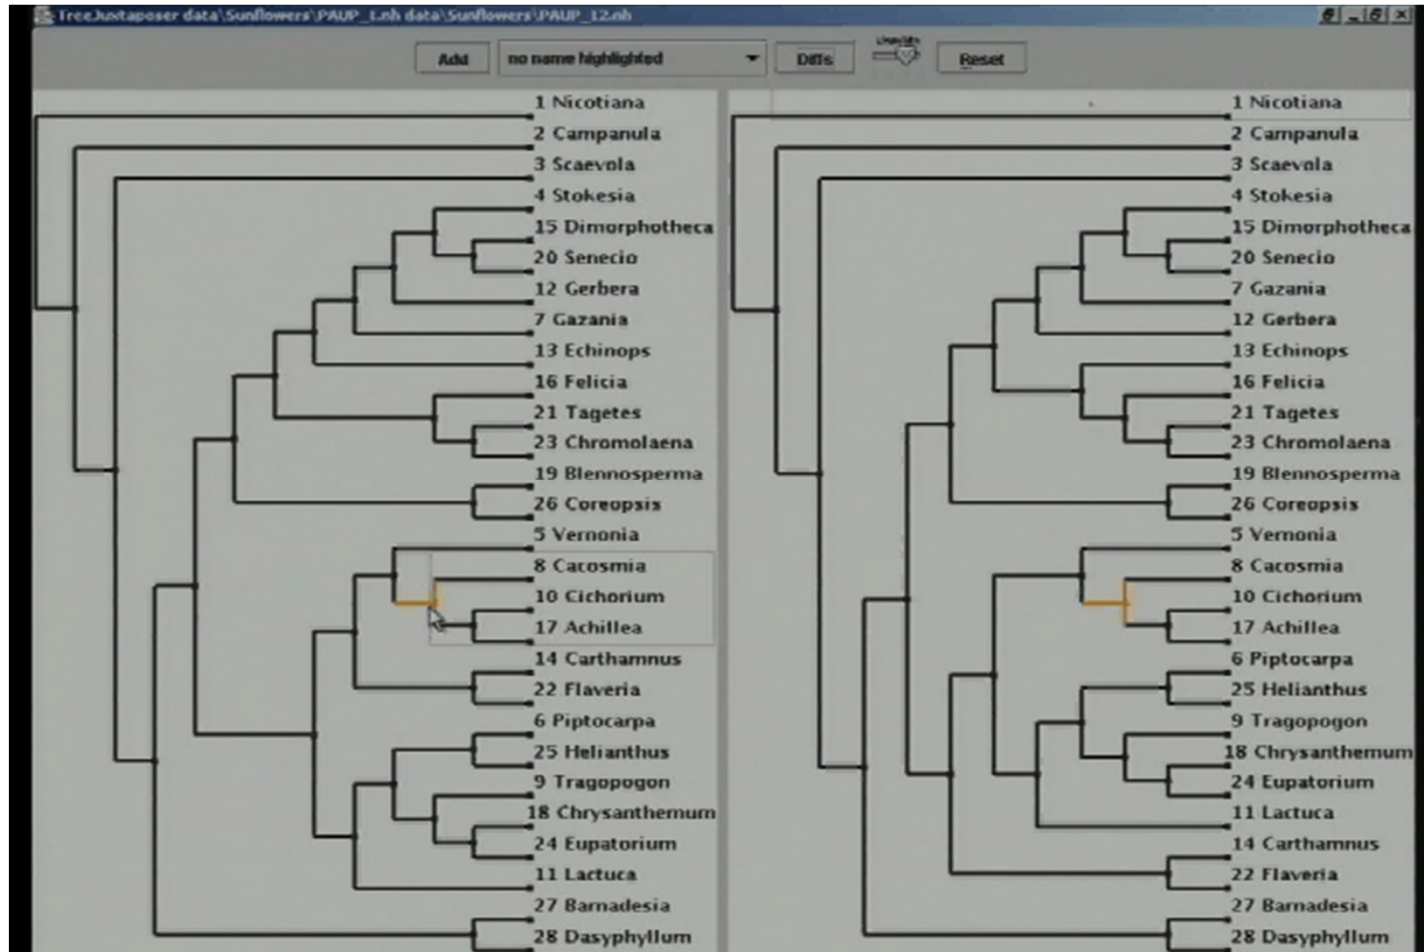 TreeJuxtaposer data\Sunflowers\PAUP_1.nh data\Sunflowers\PAUP_12.nh
Add
no name highlighted
Diffs
Reset
1 Nicotiana
2 Campanula
3 Scaevola
4 Stokesia
15 Dimorphotheca
20 Senecio
12 Gerbera
7 Gazania
13 Echinops
16 Felicia
21 Tagetes
23 Chromolaena
19 Blennosperma
26 Coreopsis
5 Vernonia
8 Cacosmia
10 Cichorium
17 Achillea
14 Carthamnus
22 Flaveria
6 Piptocarpa
25 Helianthus
9 Tragopogon
18 Chrysanthemum
24 Eupatorium
11 Lactuca
27 Barnadesia
28 Dasyphyllum
1 Nicotiana
2 Campanula
3 Scaevola
4 Stokesia
15 Dimorphotheca
20 Senecio
7 Gazania
12 Gerbera
13 Echinops
16 Felicia
21 Tagetes
23 Chromolaena
19 Blennosperma
26 Coreopsis
5 Vernonia
8 Cacosmia
10 Cichorium
17 Achillea
6 Piptocarpa
25 Helianthus
9 Tragopogon
18 Chrysanthemum
24 Eupatorium
11 Lactuca
14 Carthamnus
22 Flaveria
27 Barnadesia
28 Dasyphyllum